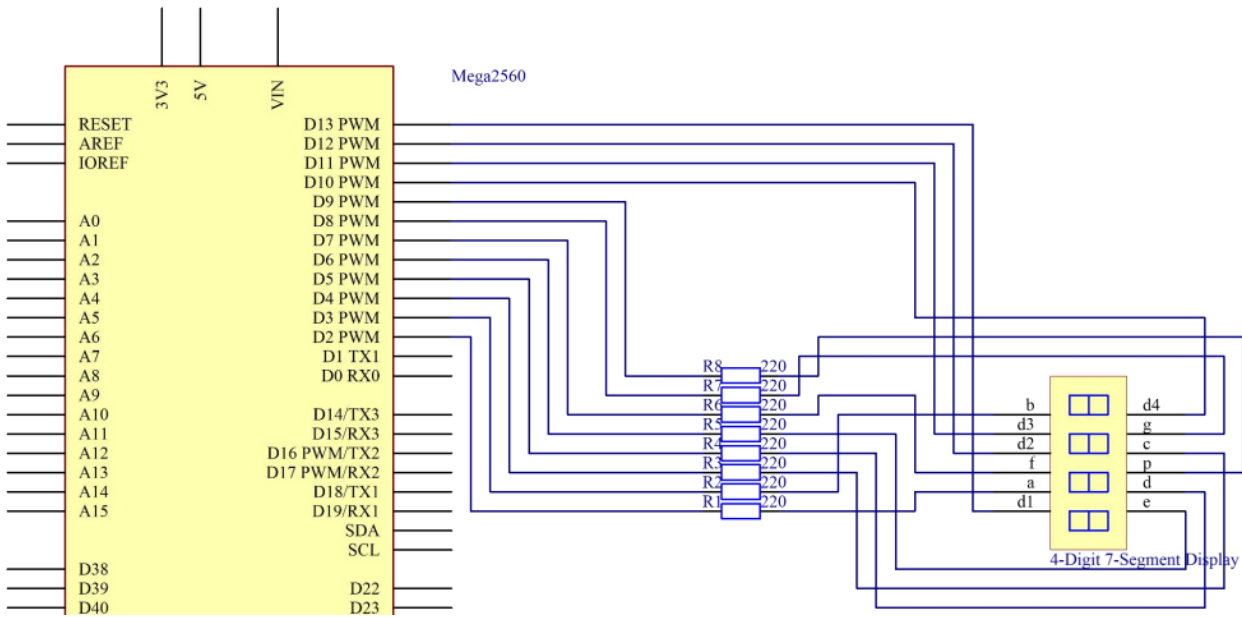 3V3 5V VIN
Mega2560
RESET D13 PWM
AREF D12 PWM
IOREF D11 PWM
D10 PWM
D9 PWM
A0 D8 PWM
A1 D7 PWM
A2 D6 PWM
A3 D5 PWM
A4 D4 PWM
A5 D3 PWM
A6 D2 PWM
A7 D1 TX1
A8 D0 RX0
A9
A10 D14/TX3
A11 D15/RX3
A12 D16 PWM/TX2
A13 D17 PWM/RX2
A14 D18/TX1
A15 D19/RX1
SDA
SCL
D38
D39 D22
D40 D23
R8 220
R7 220
R6 220
R5 220
R4 220
R3 220
R2 220
R1 220
b d4
d3 g
d2 c
f p
a d
d1 e
4-Digit 7-Segment Display